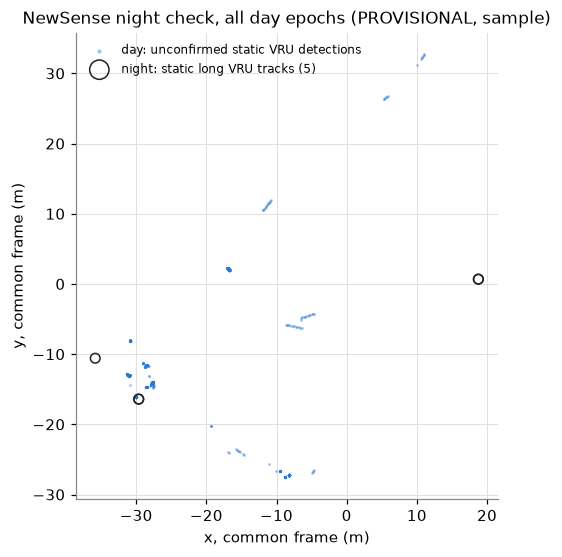 NewSense night check, all day epochs (PROVISIONAL, sample)
day: unconfirmed static VRU detections
night: static long VRU tracks (5)
30
20
10
0
−10
−20
−30
y, common frame (m)
−30 −20 −10 0 10 20
x, common frame (m)